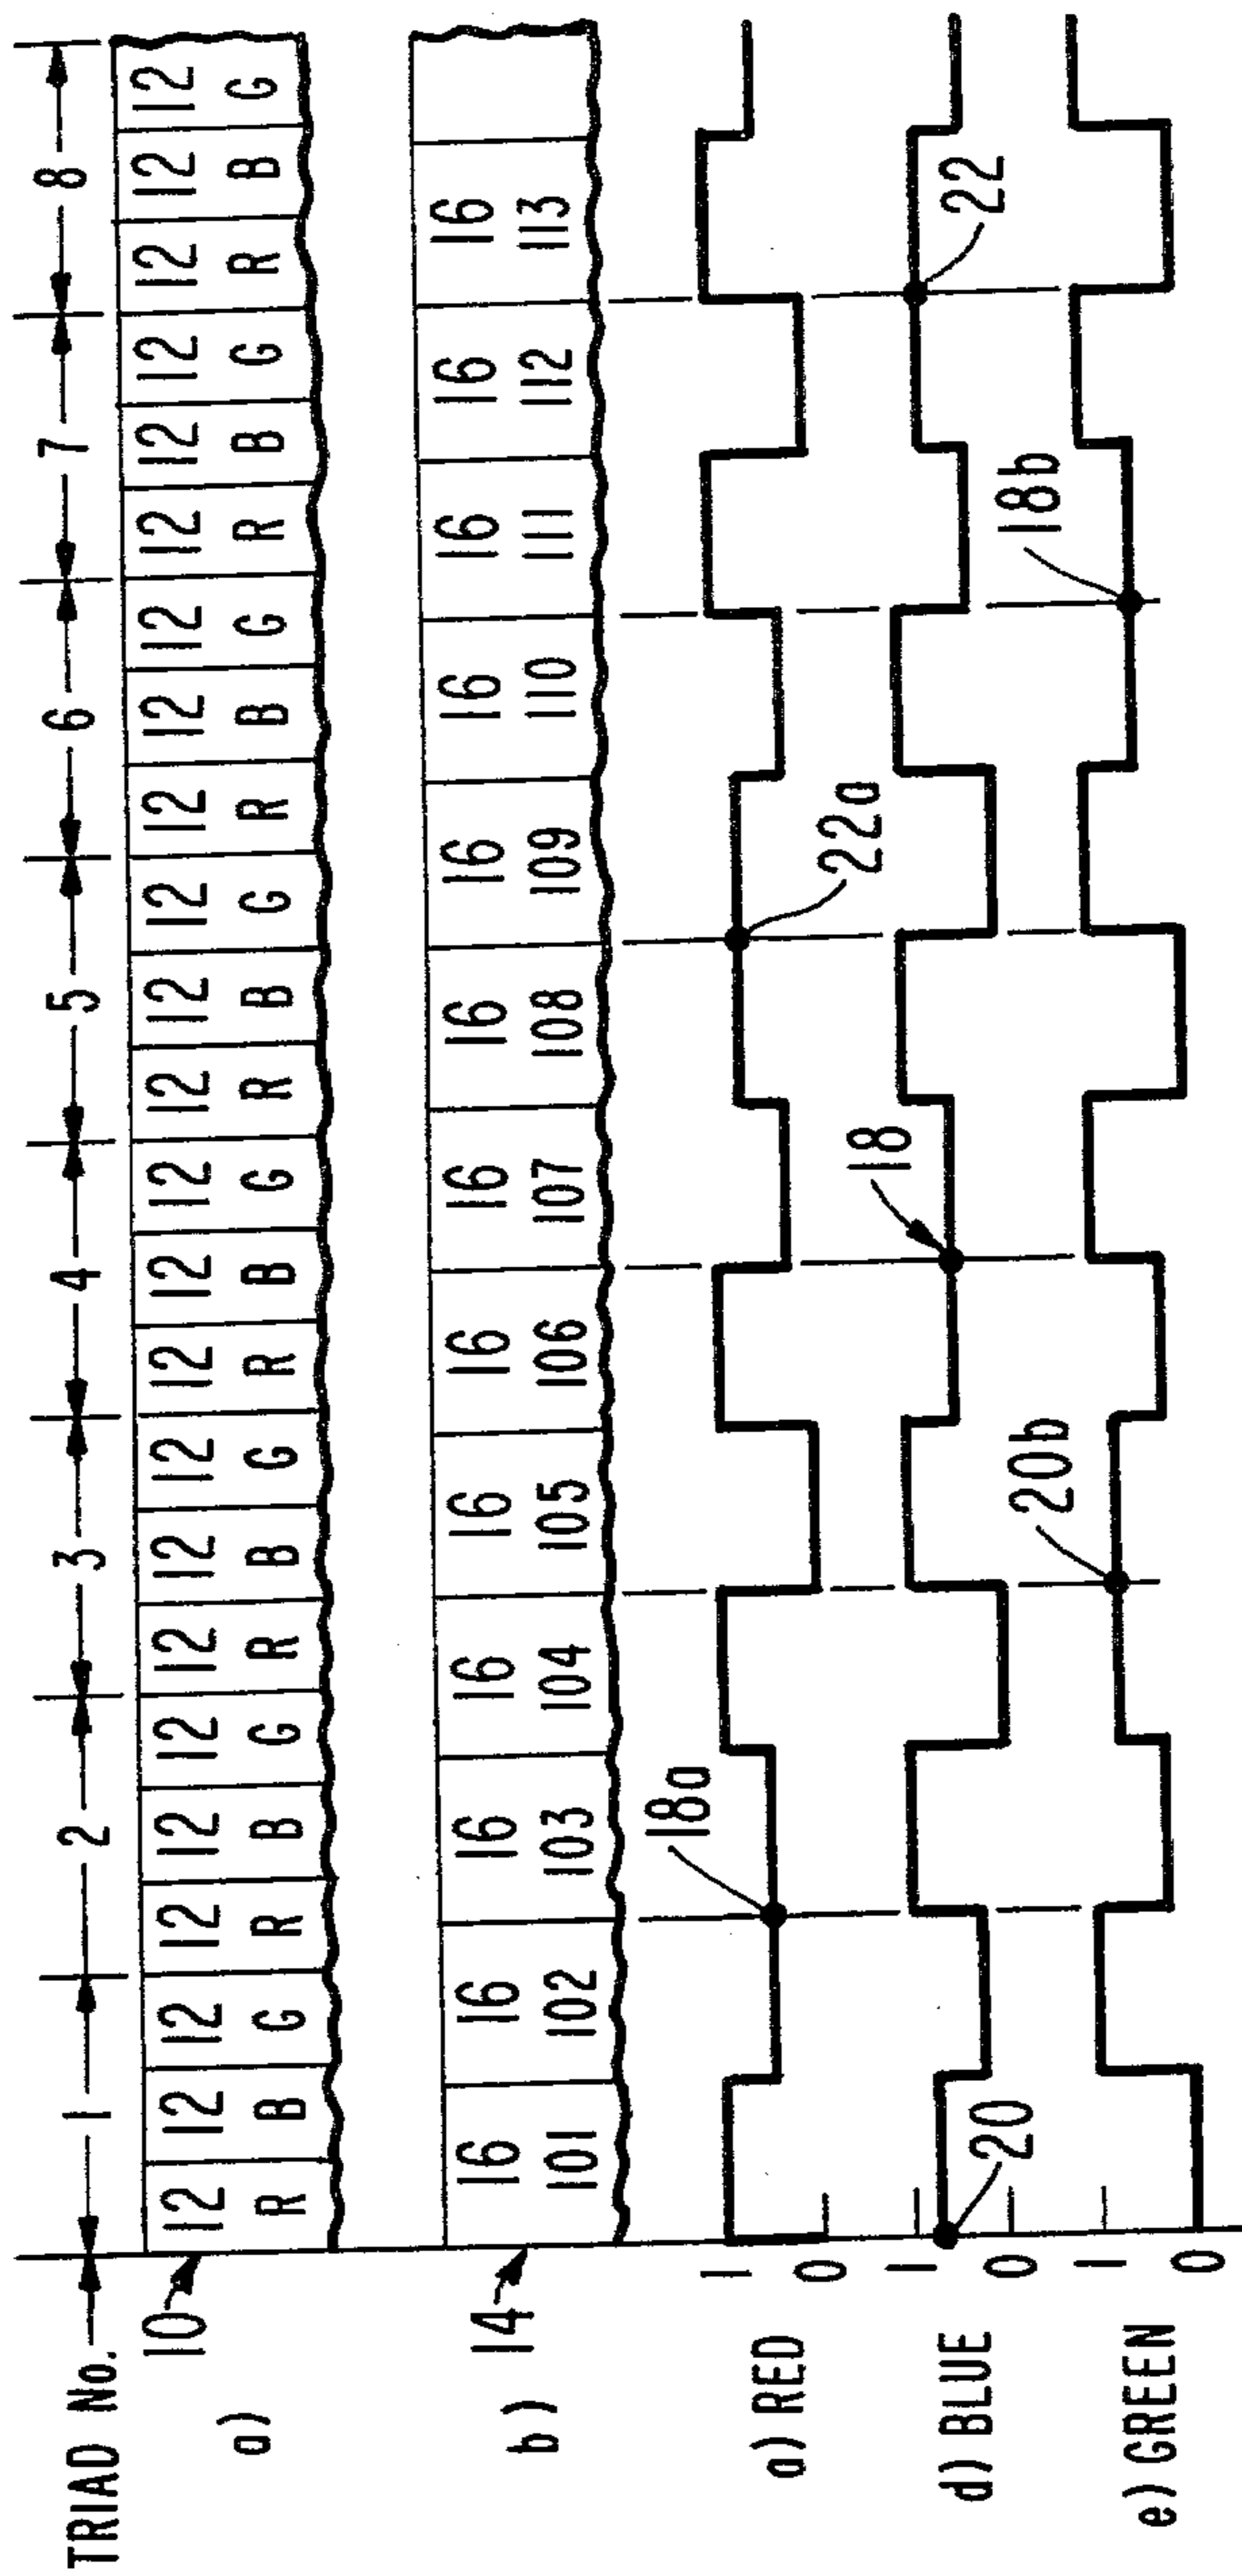 TRIAD No. 1 2 3 4 5 6 7 8
10
a)
12 12 12 12 12 12 12 12 12 12 12 12 12 12 12 12 12 12 12 12 12 12 12 12
R B G R B G R B G R B G R B G R B G R B G R B G
14
b)
16 16 16 16 16 16 16 16 16 16 16 16 16
101 102 103 104 105 106 107 108 109 110 111 112 113
18a
22a
a) RED
1
0
18
22
d) BLUE
1
0
20
20b
18b
e) GREEN
1
0